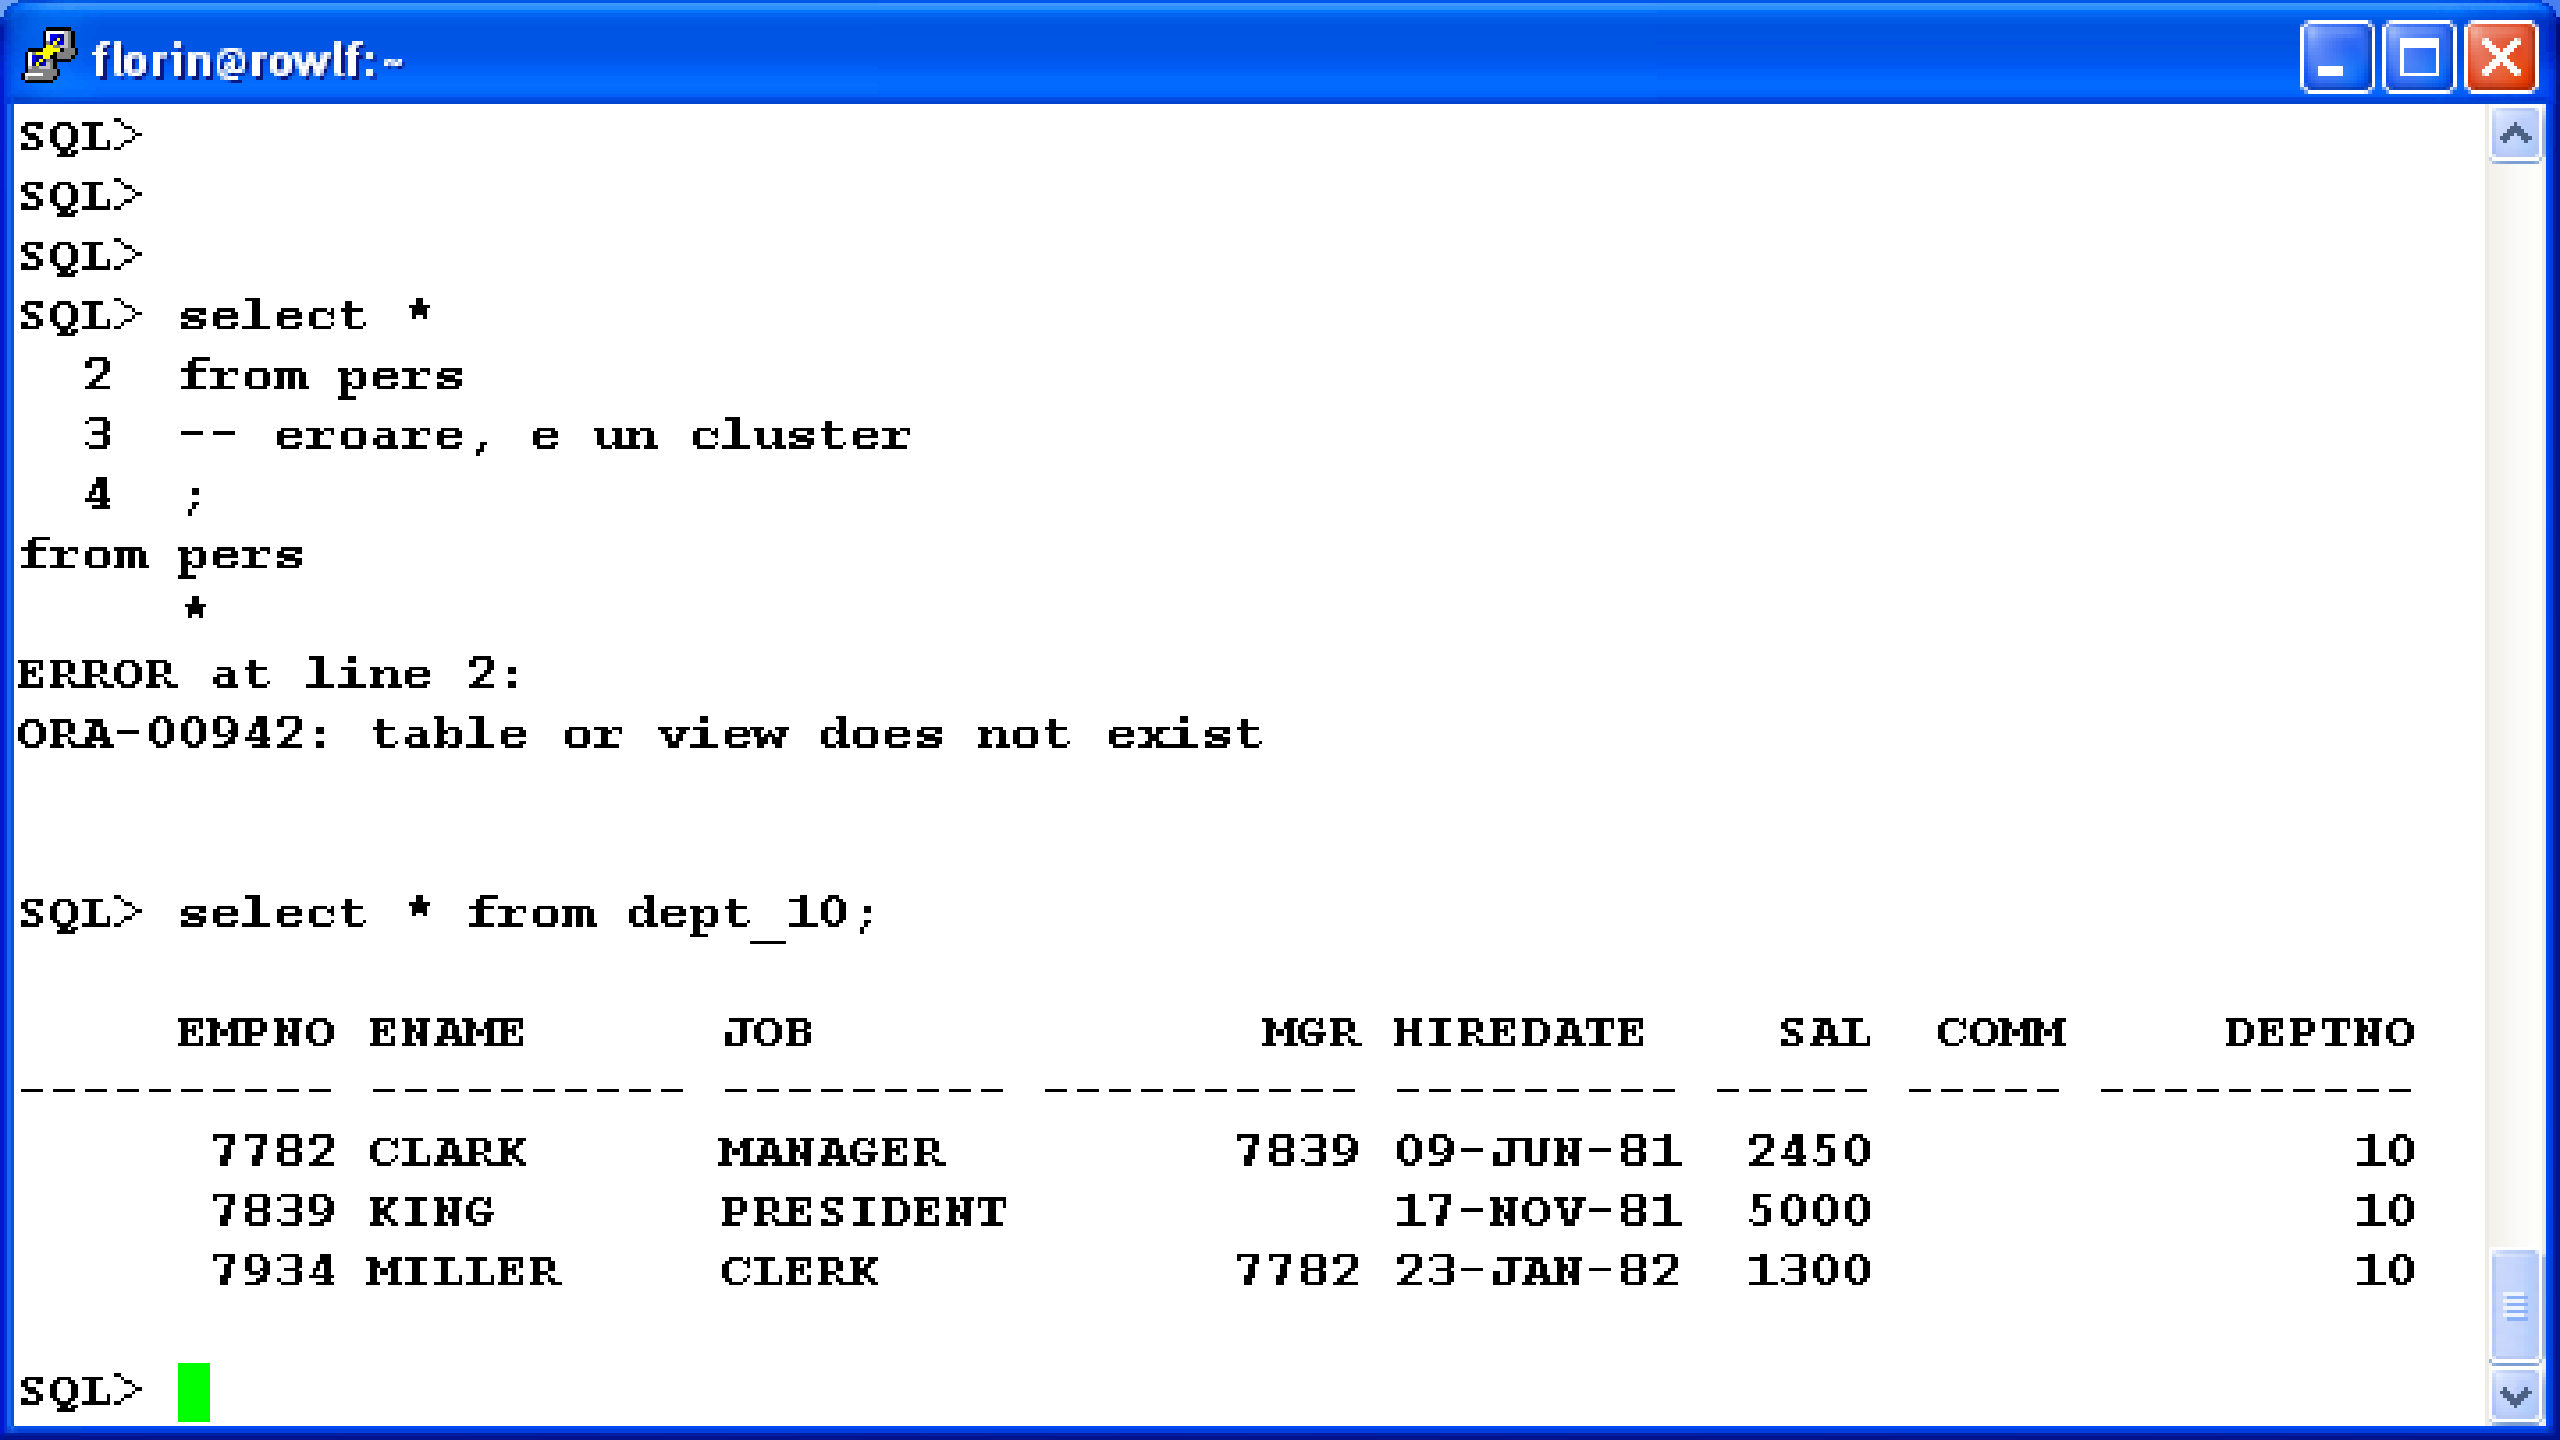 florin@rowlf:~
SQL>
SQL>
SQL>
SQL> select *
  2  from pers
  3  -- eroare, e un cluster
  4  ;
from pers
     *
ERROR at line 2:
ORA-00942: table or view does not exist
SQL> select * from dept_10;
     EMPNO ENAME      JOB              MGR HIREDATE    SAL  COMM     DEPTNO
---------- ---------- --------- ---------- --------- ----- ----- ----------
      7782 CLARK      MANAGER         7839 09-JUN-81  2450               10
      7839 KING       PRESIDENT            17-NOV-81  5000               10
      7934 MILLER     CLERK           7782 23-JAN-82  1300               10
SQL>